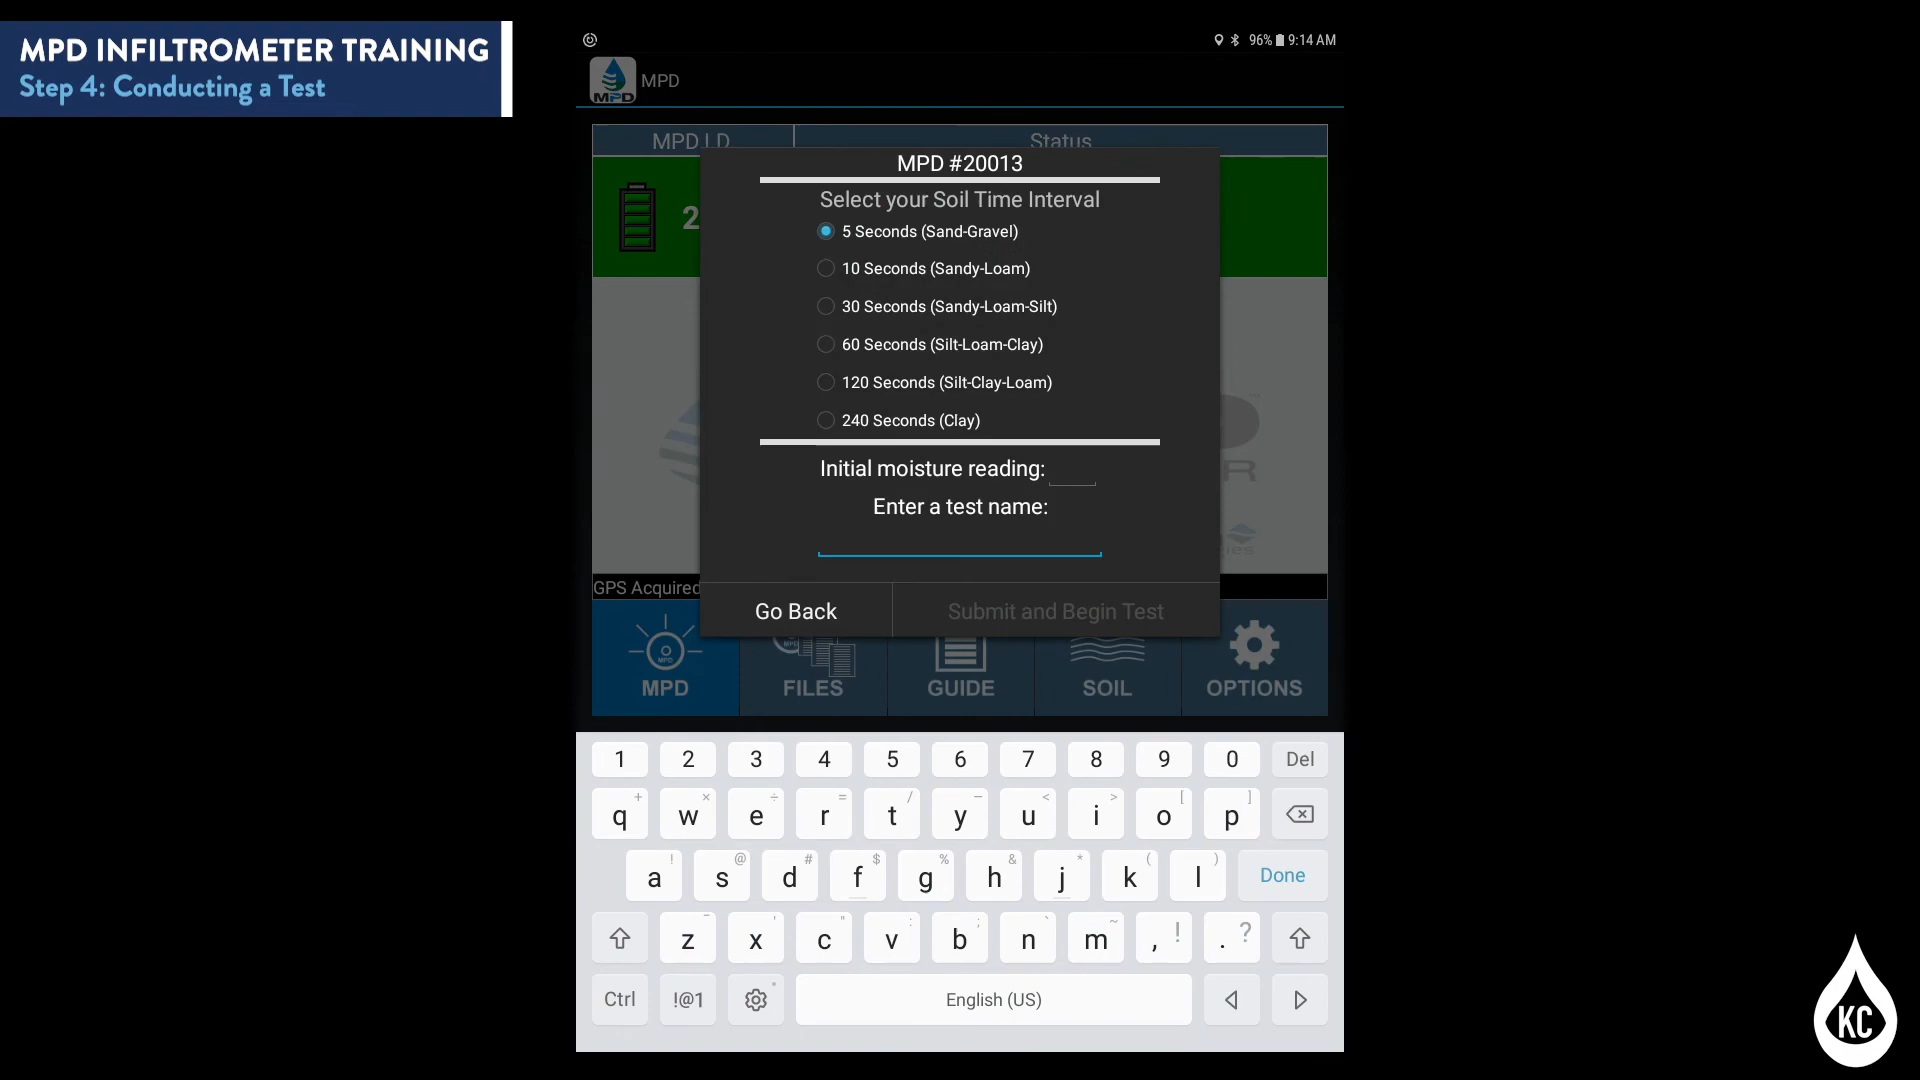 MPD INFILTROMETER TRAINING
Step 4: Conducting a Test
96% 9:14 AM
MPD
MPD
MPD I.D. Status
MPD #20013
Select your Soil Time Interval
5 Seconds (Sand-Gravel)
2
10 Seconds (Sandy-Loam)
30 Seconds (Sandy-Loam-Silt)
60 Seconds (Silt-Loam-Clay)
120 Seconds (Silt-Clay-Loam)
240 Seconds (Clay)
Initial moisture reading:
Enter a test name:
GPS Acquired
Go Back Submit and Begin Test
MPD FILES GUIDE SOIL OPTIONS
1 2 3 4 5 6 7 8 9 0 Del
+ × ÷ = / − < > [ ]
q w e r t y u i o p
! @ # $ % & * ( )
a s d f g h j k l Done
z x c v b n m , ! . ?
Ctrl !@1 English (US)
KC